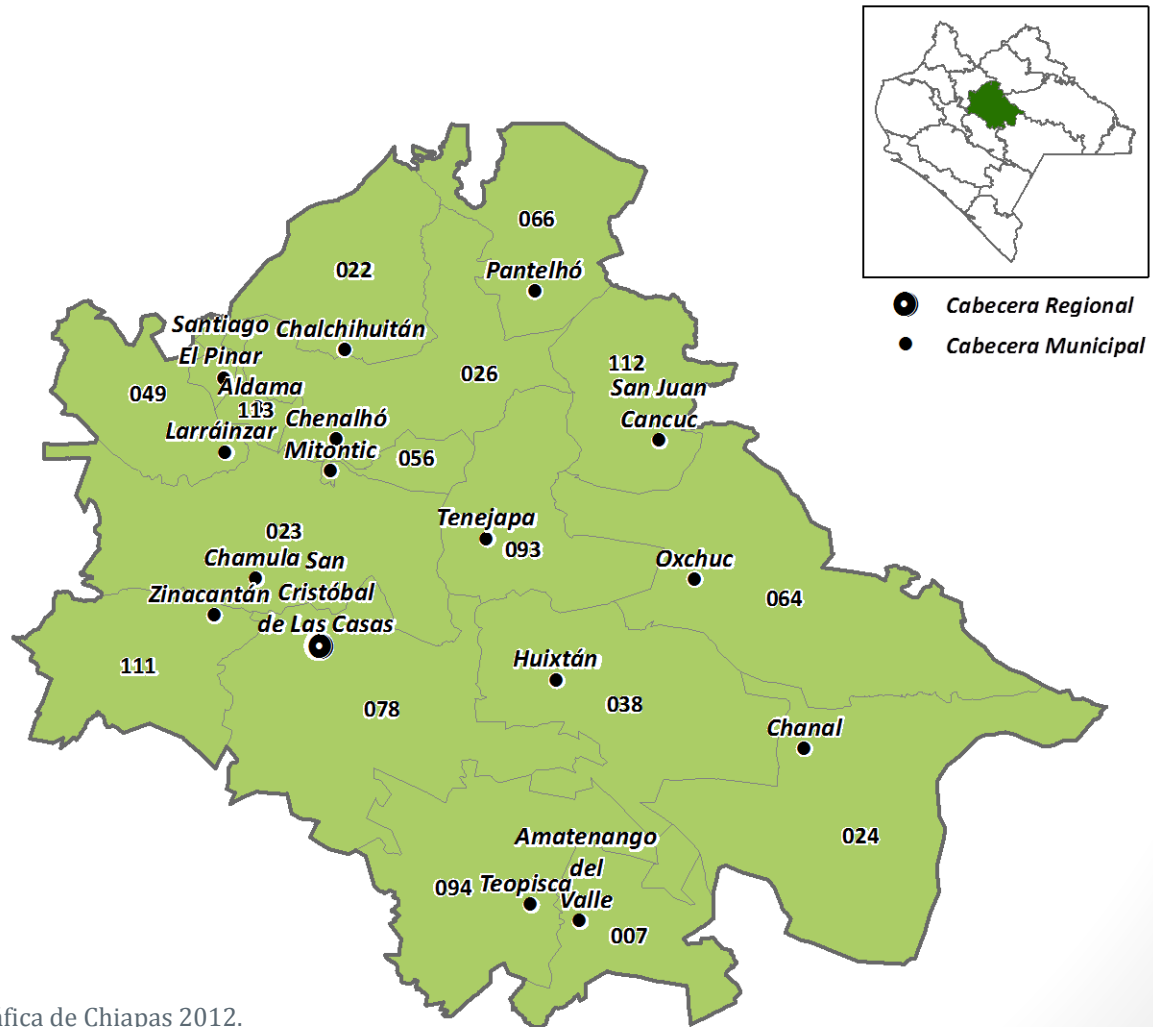 066
Pantelhó
022
Santiago
El Pinar
Chalchihuitán
049
Aldama
113
026
112
San Juan
Cancuc
Larráinzar
Chenalhó
Mitontic
056
023
Chamula
San
Cristóbal
de Las Casas
Zinacantán
Tenejapa
093
Oxchuc
064
111
078
Huixtán
038
Chanal
024
Amatenango
del
Valle
094
Teopisca
007
Cabecera Regional
Cabecera Municipal
de Chiapas 2012.